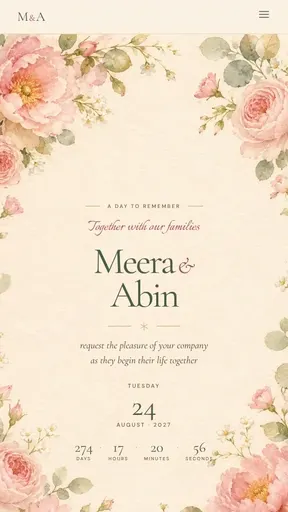 M&A
A DAY TO REMEMBER
Together with our families
Meera &
Abin
request the pleasure of your company
as they begin their life together
TUESDAY
24
AUGUST · 2027
274 17 20 56
DAYS HOURS MINUTES SECONDS